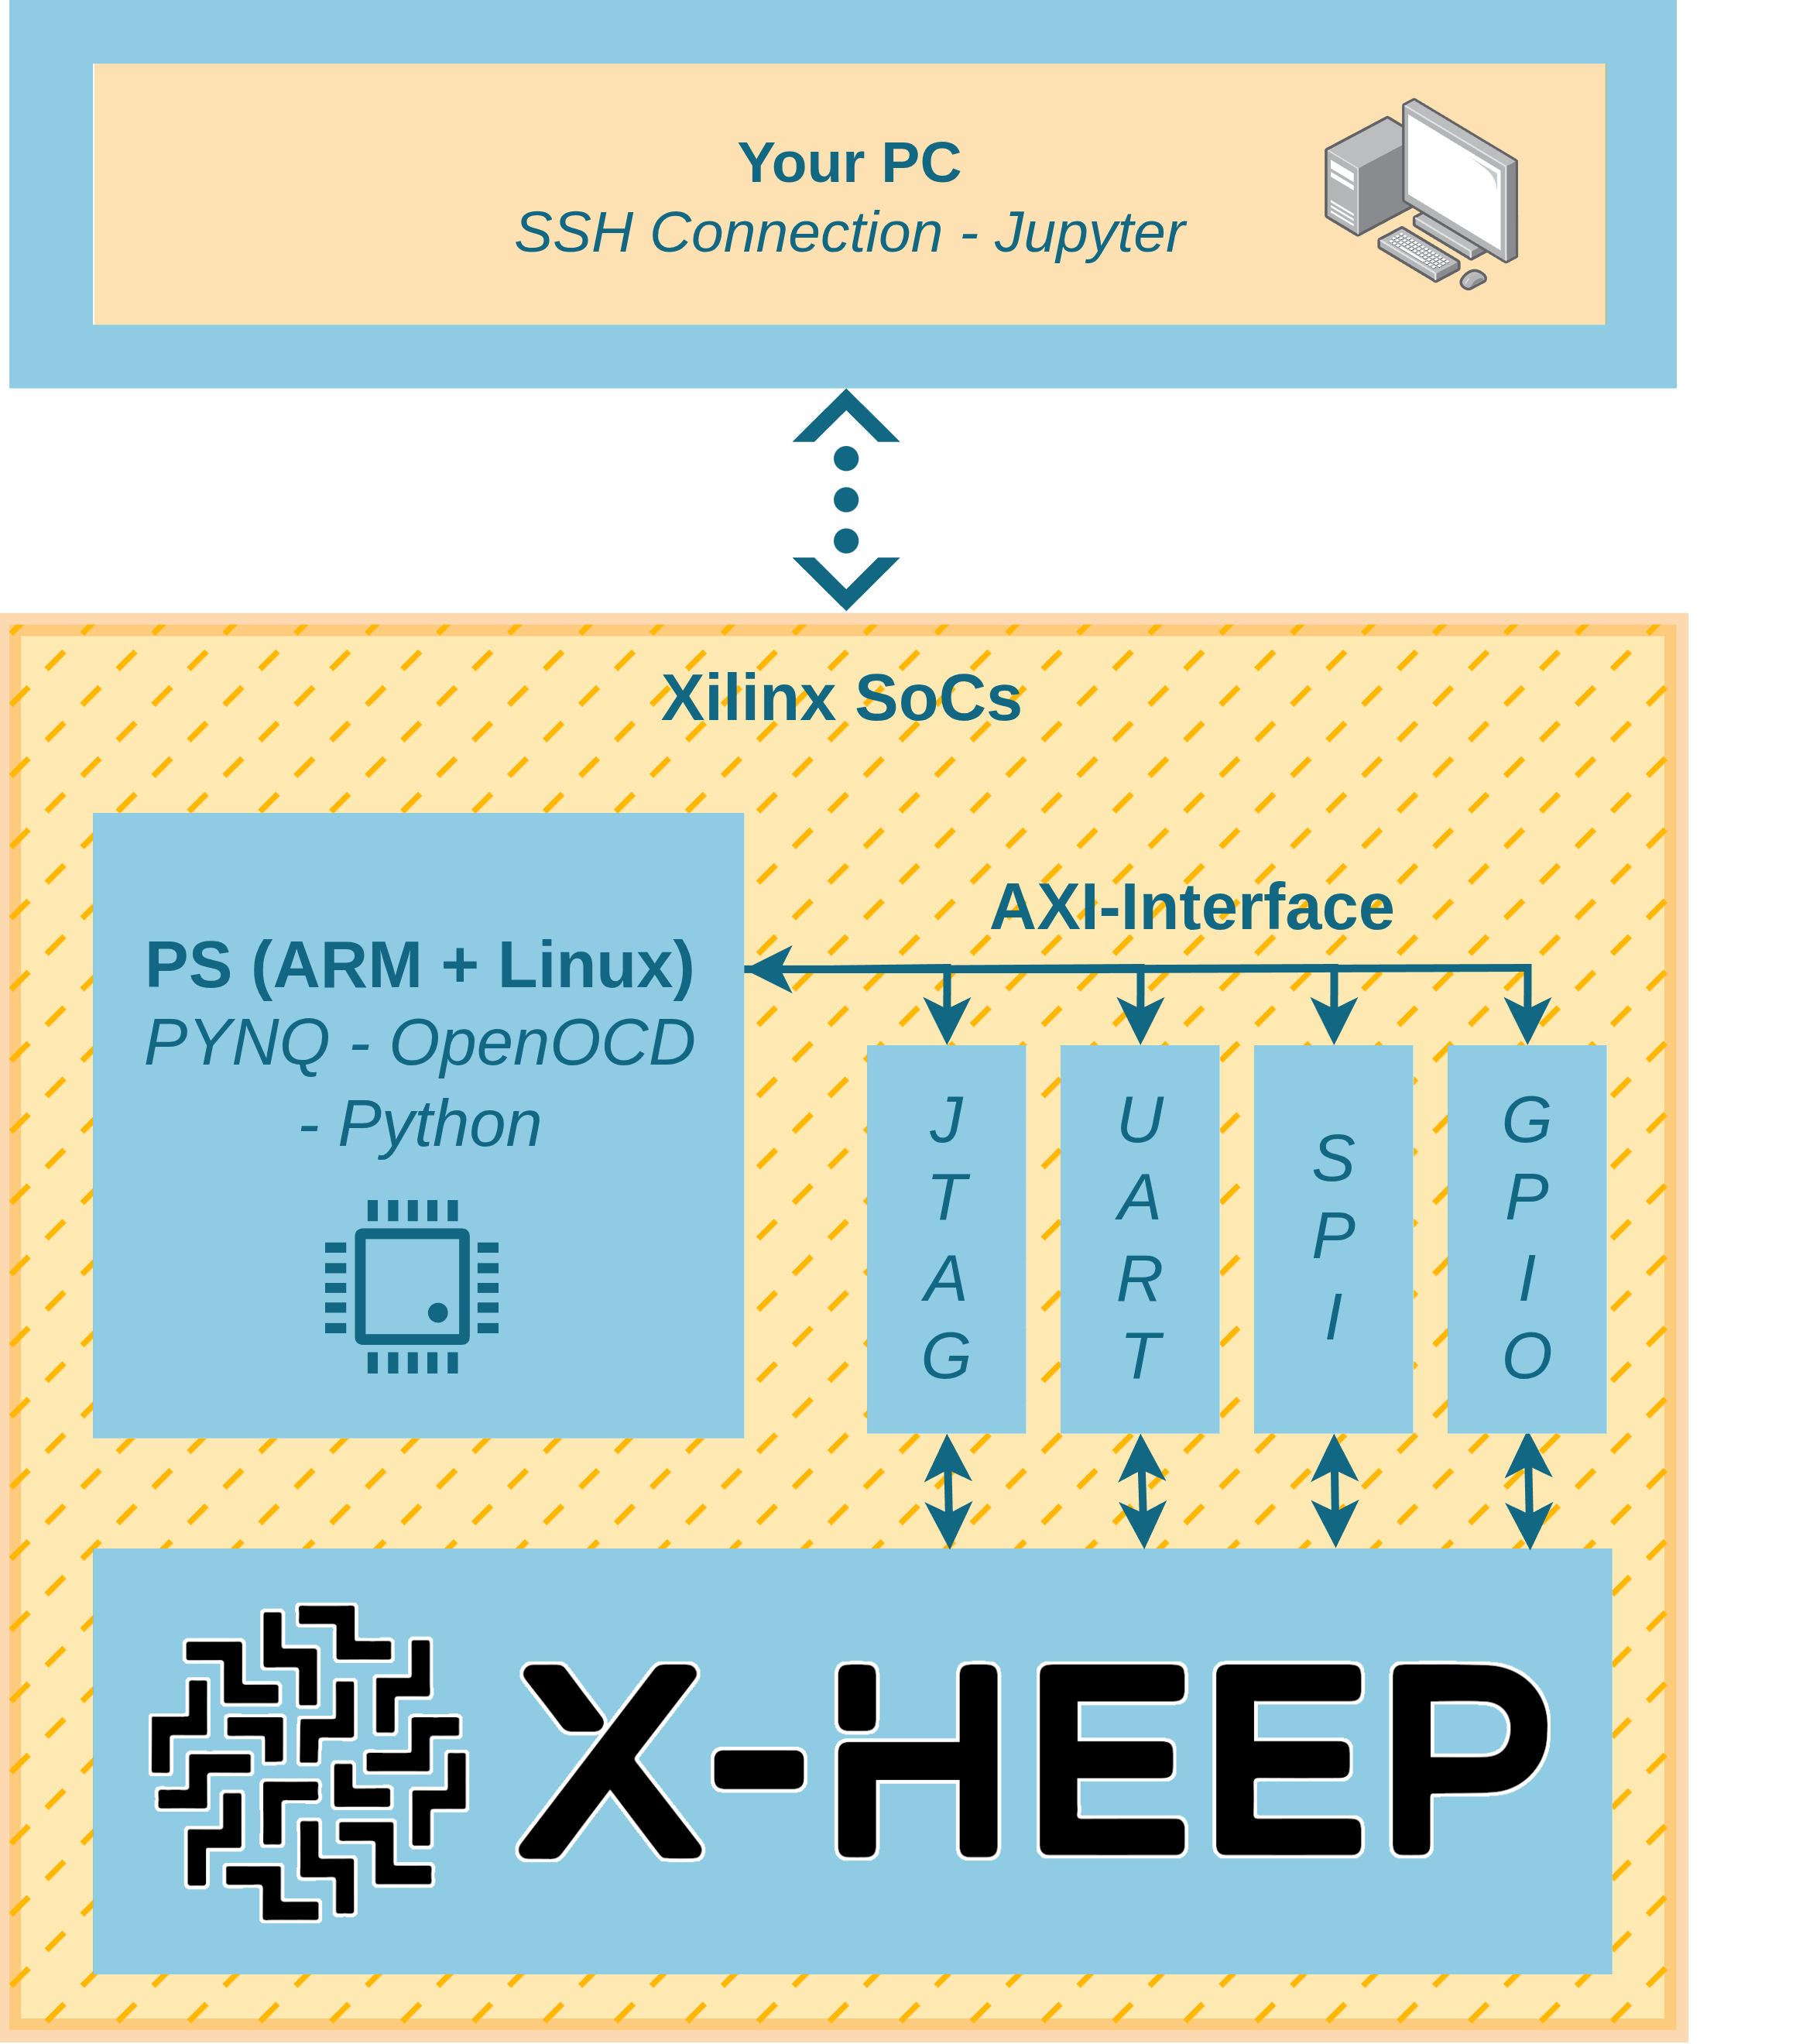 Your PC
SSH Connection - Jupyter
Xilinx SoCs
AXI-Interface
PS (ARM + Linux)
PYNQ - OpenOCD
- Python
J
T
A
G
U
A
R
T
S
P
I
G
P
I
O
X-HEEP